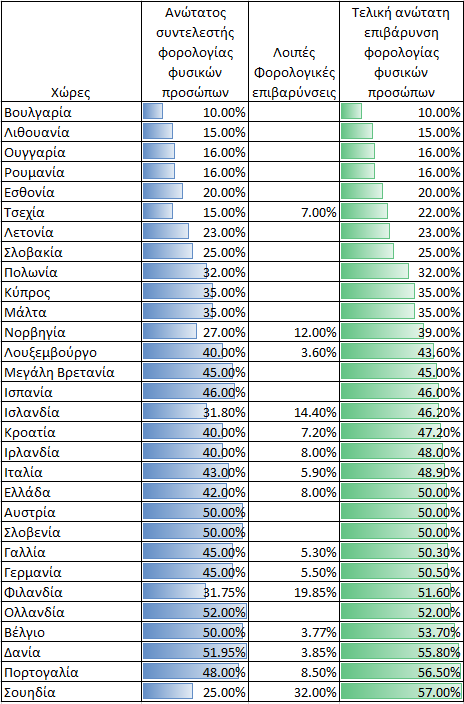 Χώρες Ανώτατος συντελεστής φορολογίας φυσικών προσώπων Λοιπές Φορολογικές επιβαρύνσεις Τελική ανώτατη επιβάρυνση φορολογίας φυσικών προσώπων
Βουλγαρία 10.00% 10.00%
Λιθουανία 15.00% 15.00%
Ουγγαρία 16.00% 16.00%
Ρουμανία 16.00% 16.00%
Εσθονία 20.00% 20.00%
Τσεχία 15.00% 7.00% 22.00%
Λετονία 23.00% 23.00%
Σλοβακία 25.00% 25.00%
Πολωνία 32.00% 32.00%
Κύπρος 35.00% 35.00%
Μάλτα 35.00% 35.00%
Νορβηγία 27.00% 12.00% 39.00%
Λουξεμβούργο 40.00% 3.60% 43.60%
Μεγάλη Βρετανία 45.00% 45.00%
Ισπανία 46.00% 46.00%
Ισλανδία 31.80% 14.40% 46.20%
Κροατία 40.00% 7.20% 47.20%
Ιρλανδία 40.00% 8.00% 48.00%
Ιταλία 43.00% 5.90% 48.90%
Ελλάδα 42.00% 8.00% 50.00%
Αυστρία 50.00% 50.00%
Σλοβενία 50.00% 50.00%
Γαλλία 45.00% 5.30% 50.30%
Γερμανία 45.00% 5.50% 50.50%
Φιλανδία 31.75% 19.85% 51.60%
Ολλανδία 52.00% 52.00%
Βέλγιο 50.00% 3.77% 53.70%
Δανία 51.95% 3.85% 55.80%
Πορτογαλία 48.00% 8.50% 56.50%
Σουηδία 25.00% 32.00% 57.00%